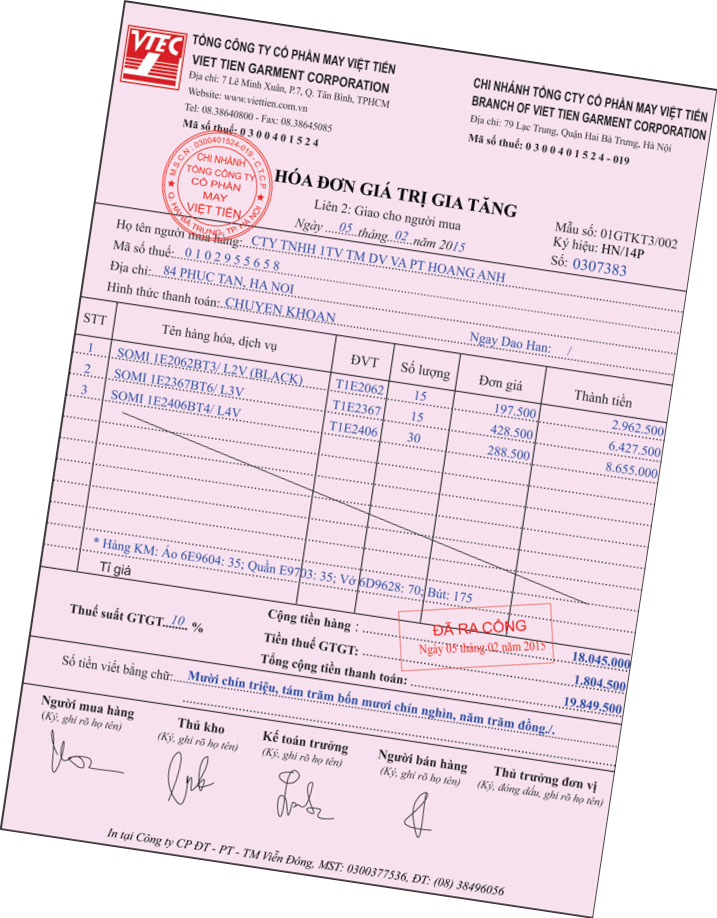 VTEC
TỔNG CÔNG TY CỔ PHẦN MAY VIỆT TIẾN
VIET TIEN GARMENT CORPORATION
Địa chỉ: 7 Lê Minh Xuân, P.7, Q. Tân Bình, TPHCM
Website: www.viettien.com.vn
Tel: 08.38640800 - Fax: 08.38645085
Mã số thuế: 0 3 0 0 4 0 1 5 2 4
CHI NHÁNH TỔNG CTY CỔ PHẦN MAY VIỆT TIẾN
BRANCH OF VIET TIEN GARMENT CORPORATION
Địa chỉ: 79 Lạc Trung, Quận Hai Bà Trưng, Hà Nội
Mã số thuế: 0 3 0 0 4 0 1 5 2 4 - 019
M.S.C.N : 0300401524-019 - C.T.C.P
CHI NHÁNH
TỔNG CÔNG TY
CỔ PHẦN
MAY
VIỆT TIẾN
Q. HAI BÀ TRƯNG, TP. HÀ NỘI
HÓA ĐƠN GIÁ TRỊ GIA TĂNG
Liên 2: Giao cho người mua
Ngày .....05 .tháng ..02 ..năm 2015
Mẫu số: 01GTKT3/002
Ký hiệu: HN/14P
Số: 0307383
Họ tên người mua hàng: CTY TNHH 1TV TM DV VA PT HOANG ANH
Mã số thuế: 0 1 0 2 9 5 5 6 5 8
Địa chỉ: 84 PHUC TAN, HA NOI
Hình thức thanh toán: CHUYEN KHOAN
Ngay Dao Han: /
STT Tên hàng hóa, dịch vụ ĐVT Số lượng Đơn giá Thành tiền
1 SOMI 1E2062BT3/ L2V (BLACK) T1E2062 15 197.500 2.962.500
2 SOMI 1E2367BT6/ L3V T1E2367 15 428.500 6.427.500
3 SOMI 1E2406BT4/ L4V T1E2406 30 288.500 8.655.000
* Hàng KM: Áo 6E9604: 35; Quần E9703: 35; Vớ 6D9628: 70; Bút: 175
Tỉ giá
Cộng tiền hàng : 18.045.000
Thuế suất GTGT....... 10 % Tiền thuế GTGT: 1.804.500
Tổng cộng tiền thanh toán: 19.849.500
ĐÃ RA CÔNG
Ngày 05 tháng 02 năm 2015
Số tiền viết bằng chữ: Mười chín triệu, tám trăm bốn mươi chín nghìn, năm trăm đồng./.
Người mua hàng Thủ kho Kế toán trưởng Người bán hàng Thủ trưởng đơn vị
(Ký, ghi rõ họ tên) (Ký, ghi rõ họ tên) (Ký, ghi rõ họ tên) (Ký, ghi rõ họ tên) (Ký, đóng dấu, ghi rõ họ tên)
In tại Công ty CP ĐT - PT - TM Viễn Đông, MST: 0300377536, ĐT: (08) 38496056